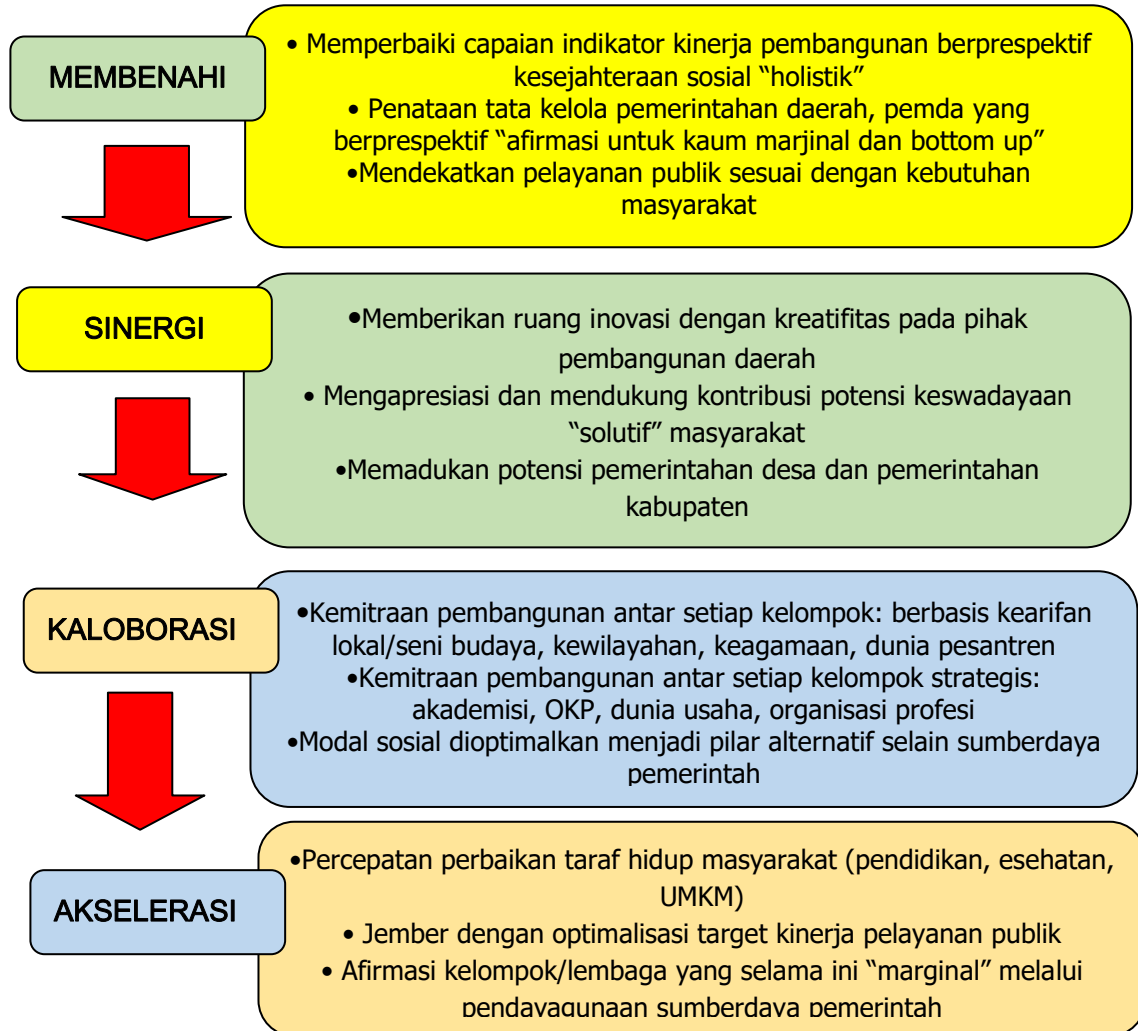 MEMBENAHI
• Memperbaiki capaian indikator kinerja pembangunan berprespektif
kesejahteraan sosial “holistik”
• Penataan tata kelola pemerintahan daerah, pemda yang
berprespektif “afirmasi untuk kaum marjinal dan bottom up”
•Mendekatkan pelayanan publik sesuai dengan kebutuhan
masyarakat
SINERGI
•Memberikan ruang inovasi dengan kreatifitas pada pihak
pembangunan daerah
• Mengapresiasi dan mendukung kontribusi potensi keswadayaan
“solutif” masyarakat
•Memadukan potensi pemerintahan desa dan pemerintahan
kabupaten
KALOBORASI
•Kemitraan pembangunan antar setiap kelompok: berbasis kearifan
lokal/seni budaya, kewilayahan, keagamaan, dunia pesantren
•Kemitraan pembangunan antar setiap kelompok strategis:
akademisi, OKP, dunia usaha, organisasi profesi
•Modal sosial dioptimalkan menjadi pilar alternatif selain sumberdaya
pemerintah
AKSELERASI
•Percepatan perbaikan taraf hidup masyarakat (pendidikan, esehatan,
UMKM)
• Jember dengan optimalisasi target kinerja pelayanan publik
• Afirmasi kelompok/lembaga yang selama ini “marginal” melalui
pendayagunaan sumberdaya pemerintah